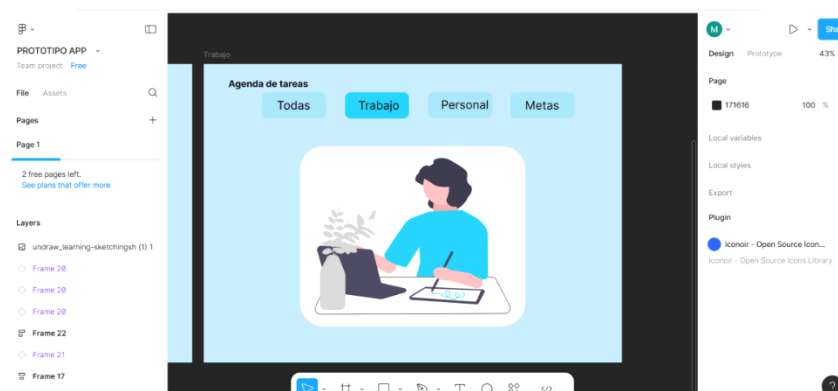 PROTOTIPO APP
Team project Free
File Assets
Pages
Page 1
2 free pages left.
See plans that offer more
Layers
undraw_learning-sketchingsh (1) 1
Frame 20
Frame 20
Frame 20
Frame 22
Frame 21
Frame 17
Trabajo
Agenda de tareas
Todas Trabajo Personal Metas
M
Sha
Design Prototype 43%
Page
171616 100 %
Local variables
Local styles
Export
Plugin
Iconoir - Open Source Icon...
Iconoir - Open Source Icons Library
?